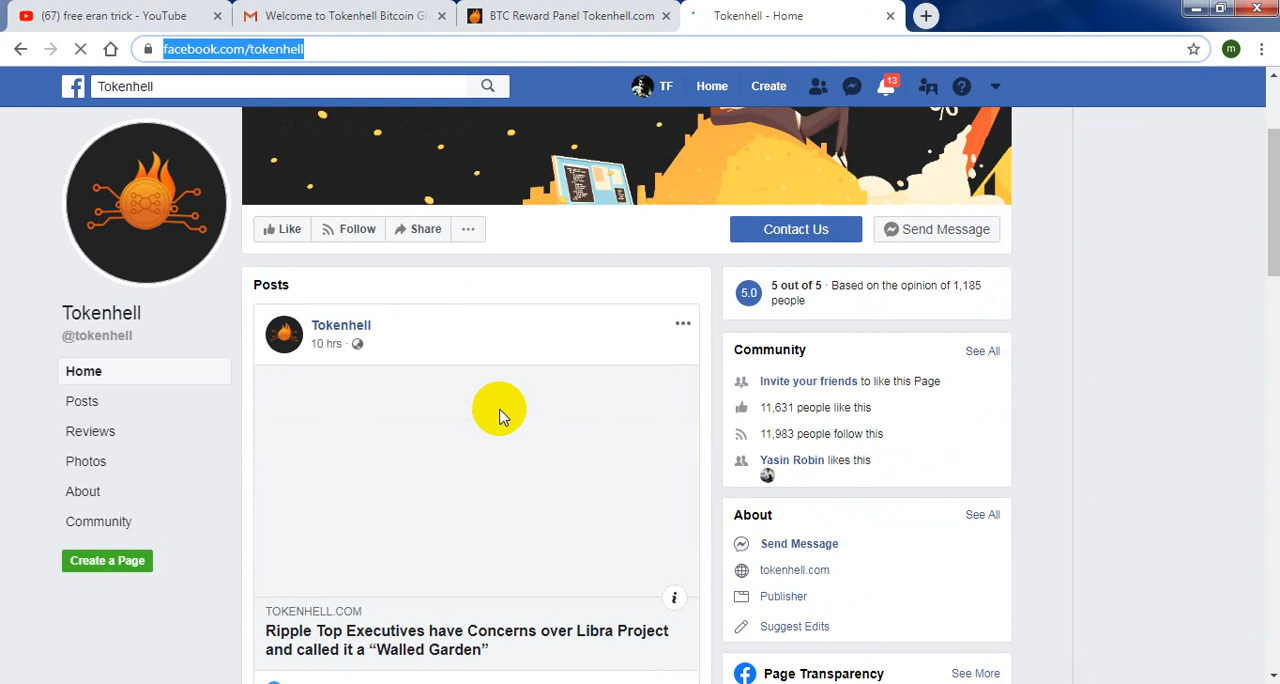 (67) free eran trick - YouTube
Welcome to Tokenhell Bitcoin Gi
BTC Reward Panel Tokenhell.com
Tokenhell - Home
facebook.com/tokenhell
m
Tokenhell
TF
Home
Create
13
Like
Follow
Share
Contact Us
Send Message
Tokenhell
@tokenhell
Home
Posts
Reviews
Photos
About
Community
Create a Page
Posts
Tokenhell
10 hrs ·
TOKENHELL.COM
Ripple Top Executives have Concerns over Libra Project
and called it a “Walled Garden”
5.0
5 out of 5 · Based on the opinion of 1,185
people
Community
See All
Invite your friends to like this Page
11,631 people like this
11,983 people follow this
Yasin Robin likes this
About
See All
Send Message
tokenhell.com
Publisher
Suggest Edits
Page Transparency
See More